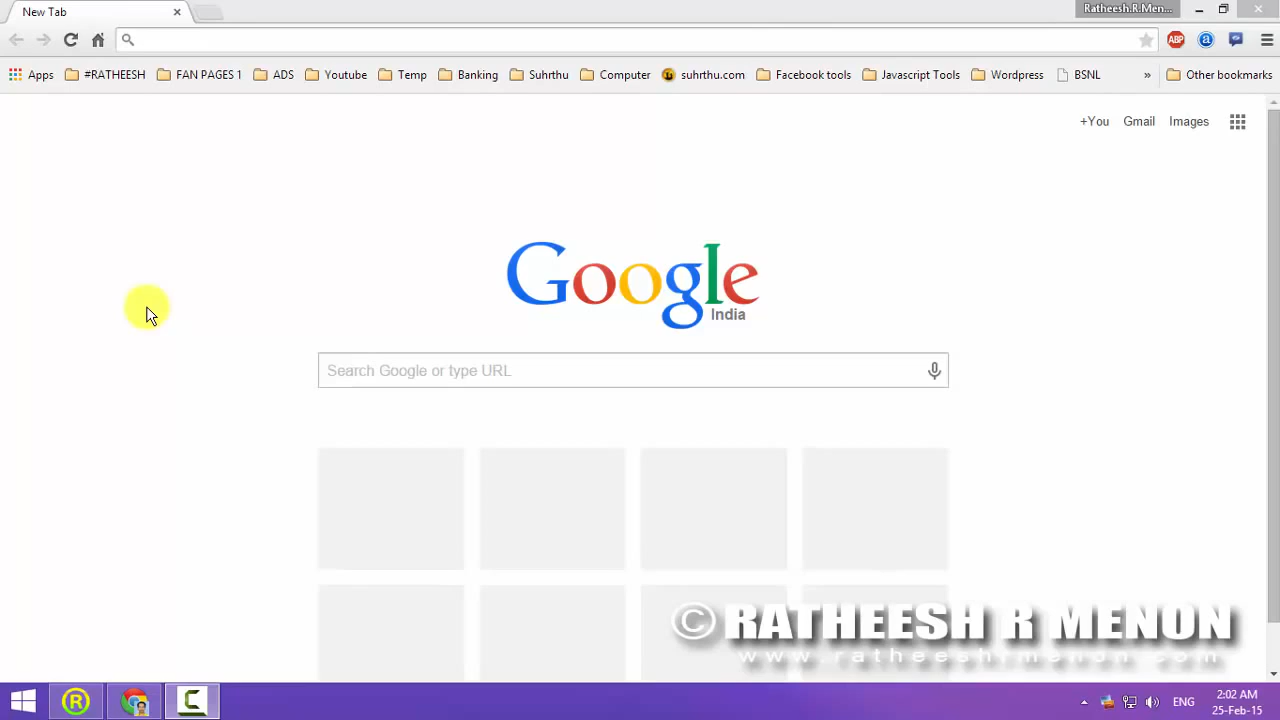 New Tab
Ratheesh.R.Men...
Apps #RATHEESH FAN PAGES 1 ADS Youtube Temp Banking Suhrthu Computer suhrthu.com Facebook tools Javascript Tools Wordpress BSNL » Other bookmarks
ABP a
+You Gmail Images
Google
India
Search Google or type URL
© RATHEESH R MENON
www.ratheeshrmenon.com
R C ENG 2:02 AM
25-Feb-15